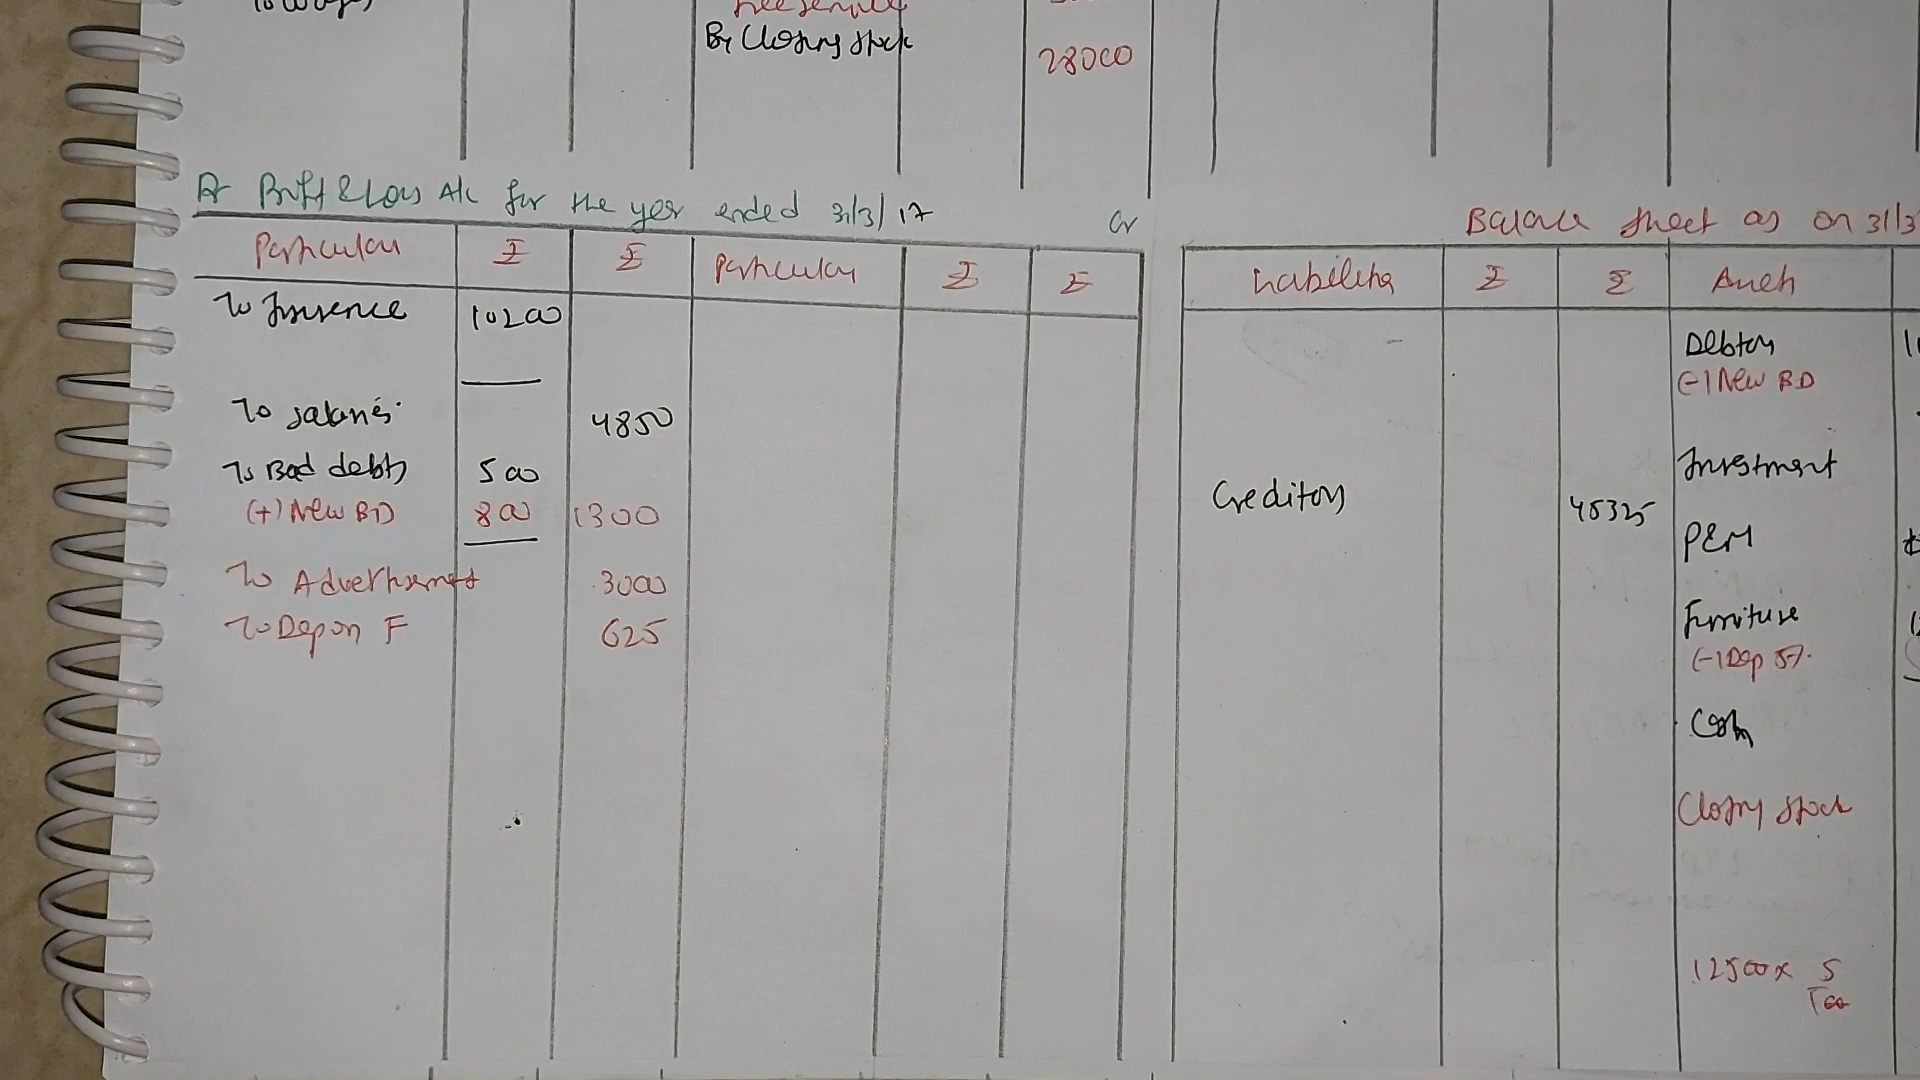 By Closing stock 28000
Dr Profit & Loss A/c for the year ended 31/3/17 Cr
Particular ₹ ₹ Particular ₹ ₹
To Insurence 10200
To Salaries 4850
To Bad debts 500
(+) New BD 800 1300
To Advertisement 3000
To Dep on F 625
Balance Sheet as on 31/3
Liabilities ₹ ₹ Assets
Debtors
(-) New BD
Investment
Creditors 45325
P&M
Furniture
(-) Dep 5%
Cash
Closing stock
12500 x 5
100